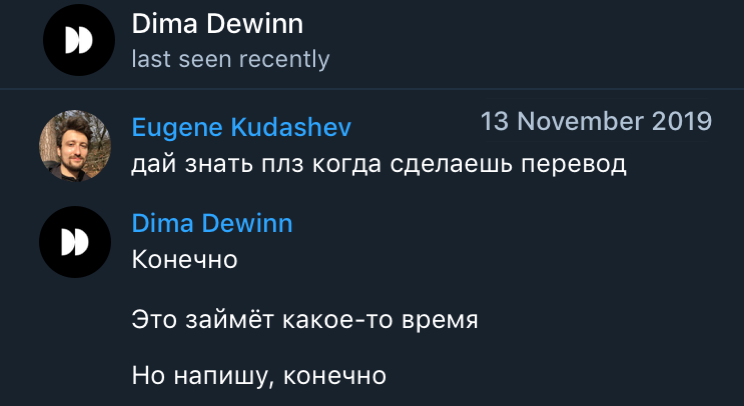 Dima Dewinn
last seen recently
Eugene Kudashev
13 November 2019
дай знать плз когда сделаешь перевод
Dima Dewinn
Конечно
Это займёт какое-то время
Но напишу, конечно